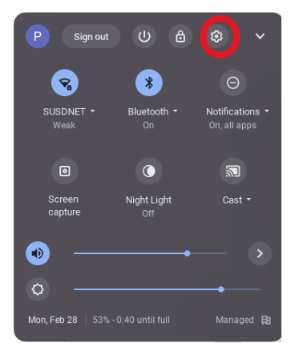 P
Sign out
SUSDNET
Weak
Bluetooth
On
Notifications
On, all apps
Screen
capture
Night Light
Off
Cast
Mon, Feb 28
53% - 0:40 until full
Managed